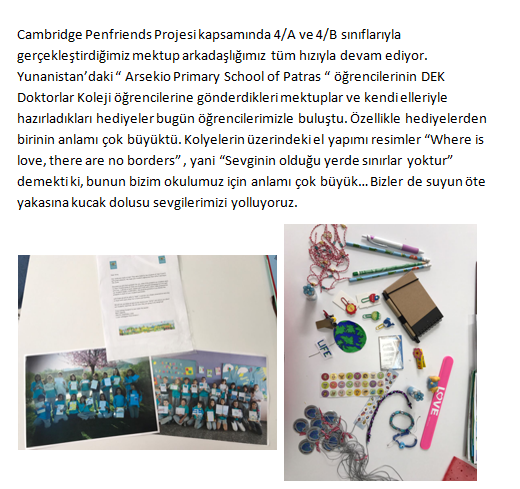 Cambridge Penfriends Projesi kapsamında 4/A ve 4/B sınıflarıyla
gerçekleştirdiğimiz mektup arkadaşlığımız tüm hızıyla devam ediyor.
Yunanistan’daki “ Arsekio Primary School of Patras “ öğrencilerinin DEK
Doktorlar Koleji öğrencilerine gönderdikleri mektuplar ve kendi elleriyle
hazırladıkları hediyeler bugün öğrencilerimizle buluştu. Özellikle hediyelerden
birinin anlamı çok büyüktü. Kolyelerin üzerindeki el yapımı resimler “Where is
love, there are no borders” , yani “Sevginin olduğu yerde sınırlar yoktur”
demekti ki, bunun bizim okulumuz için anlamı çok büyük… Bizler de suyun öte
yakasına kucak dolusu sevgilerimizi yolluyoruz.
LIFE
LOVE